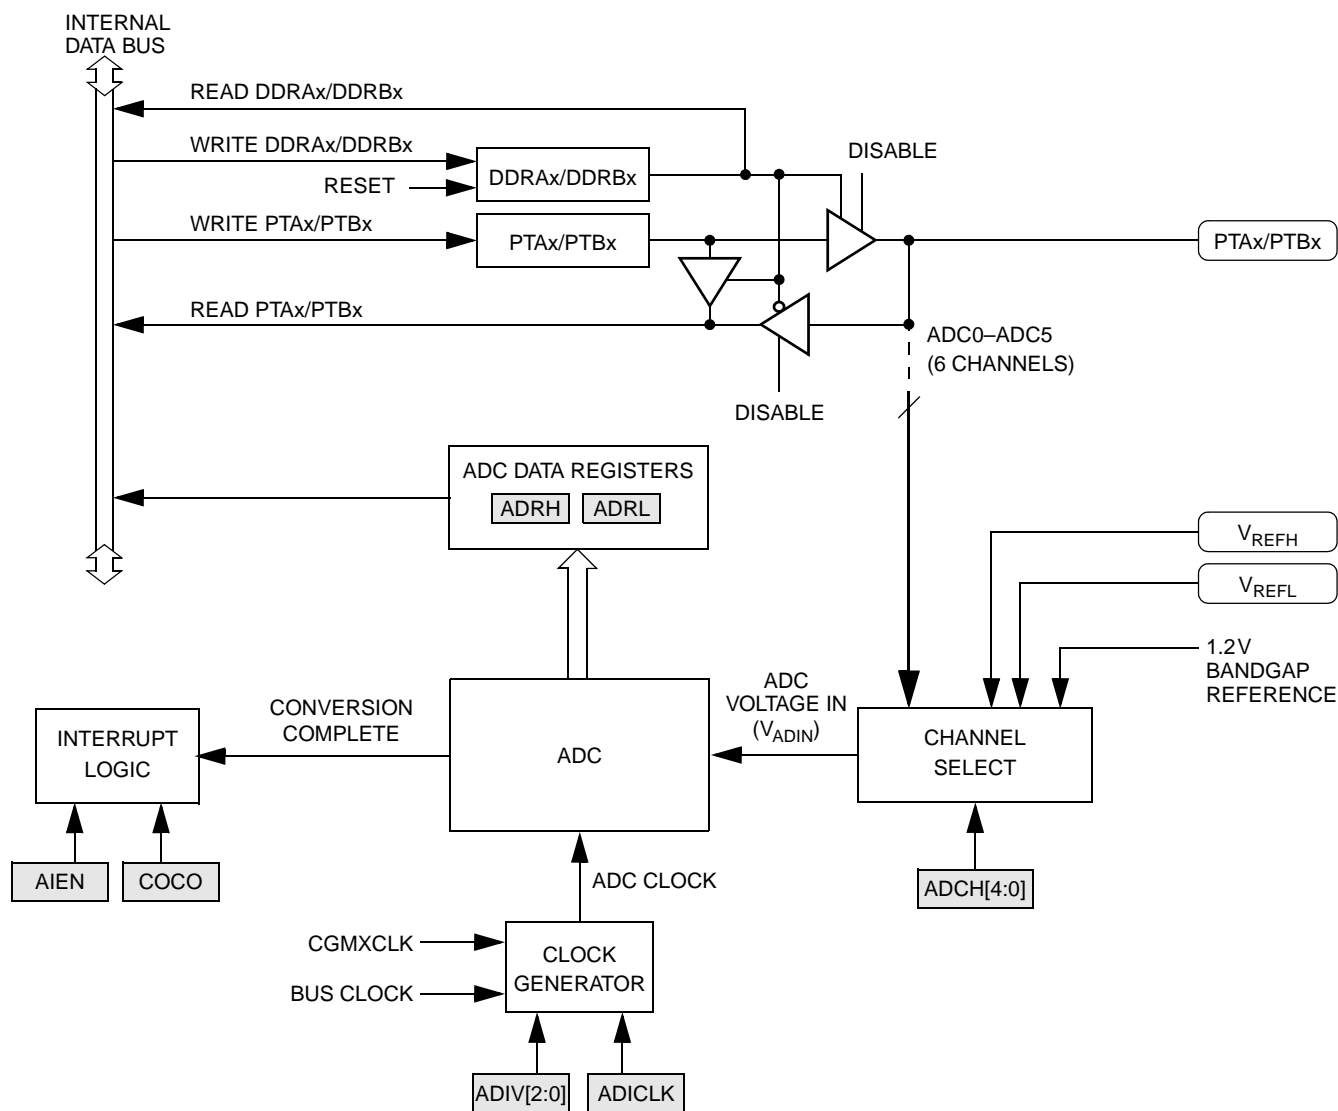 INTERNAL
DATA BUS
READ DDRAx/DDRBx
WRITE DDRAx/DDRBx
DISABLE
DDRAx/DDRBx
RESET
WRITE PTAx/PTBx
PTAx/PTBx
PTAx/PTBx
READ PTAx/PTBx
ADC0–ADC5
(6 CHANNELS)
DISABLE
ADC DATA REGISTERS
ADRH ADRL
VREFH
VREFL
1.2V
BANDGAP
REFERENCE
ADC
VOLTAGE IN
(VADIN)
CONVERSION
COMPLETE
INTERRUPT
LOGIC
ADC
CHANNEL
SELECT
AIEN
COCO
ADC CLOCK
ADCH[4:0]
CGMXCLK
BUS CLOCK
CLOCK
GENERATOR
ADIV[2:0]
ADICLK